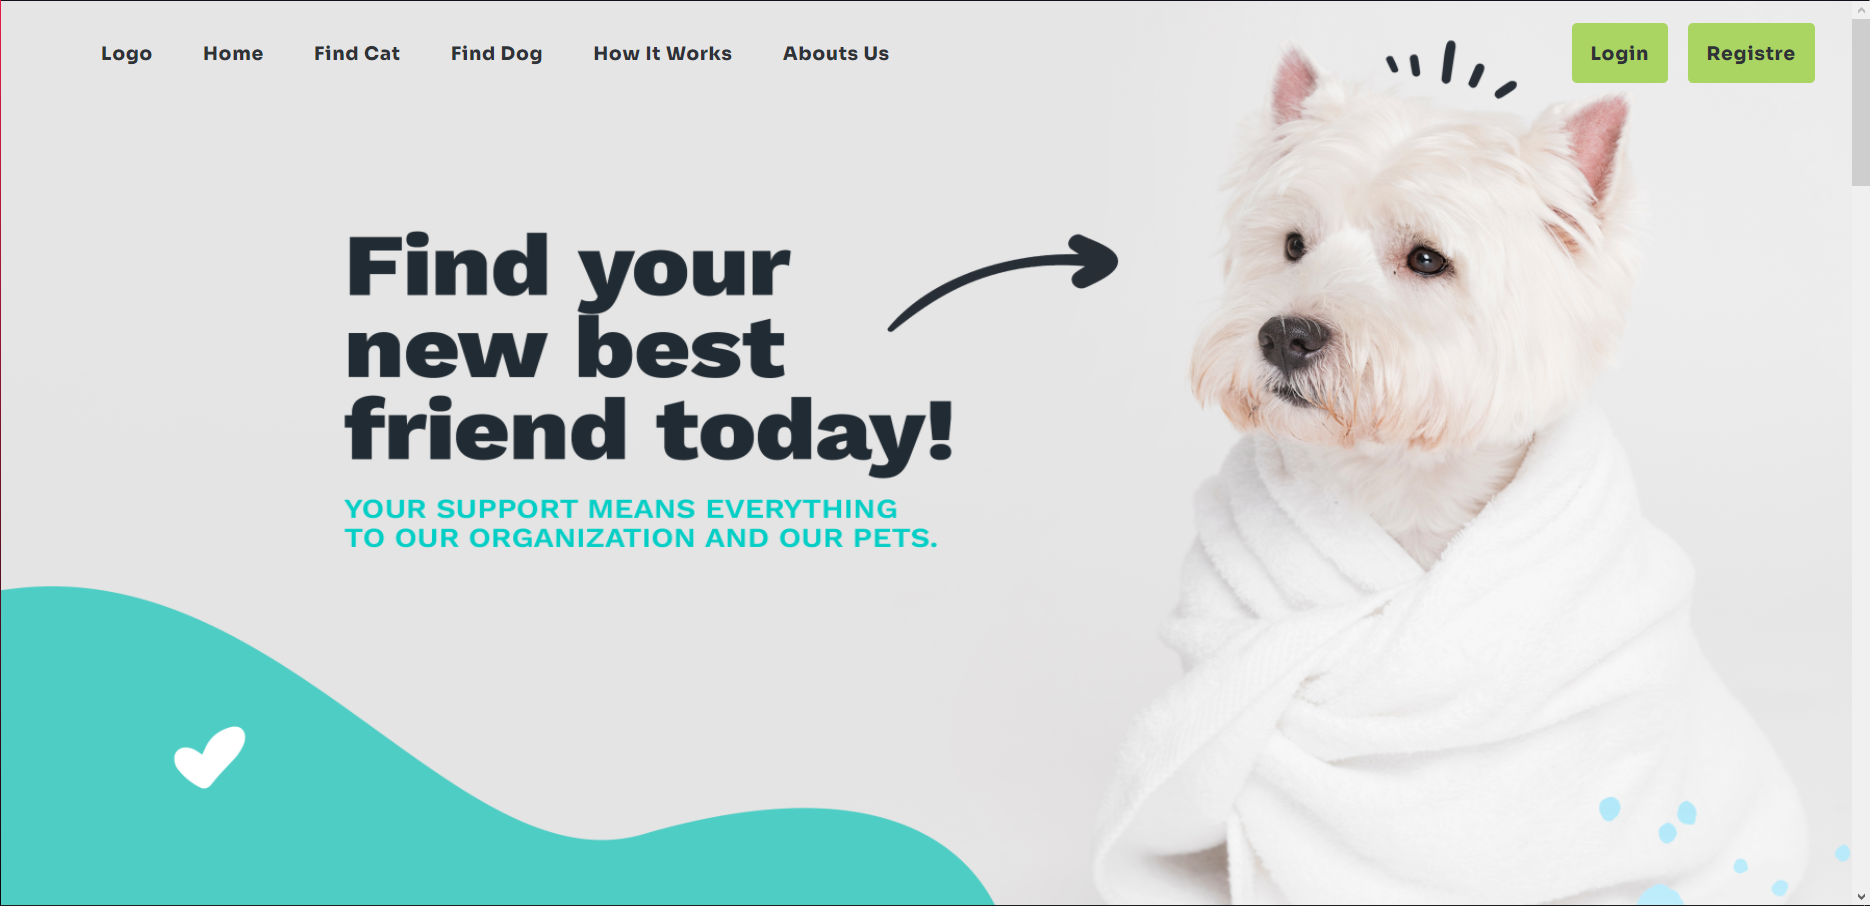 Logo Home Find Cat Find Dog How It Works Abouts Us Login Registre
Find your
new best
friend today!
YOUR SUPPORT MEANS EVERYTHING
TO OUR ORGANIZATION AND OUR PETS.